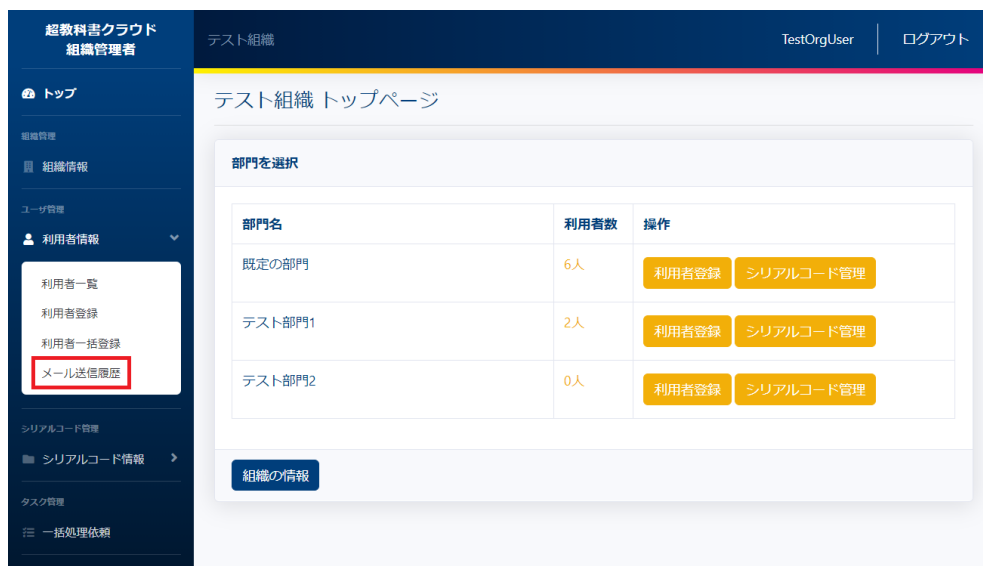 超教科書クラウド
組織管理者
テスト組織
TestOrgUser
ログアウト
トップ
組織管理
組織情報
ユーザ管理
利用者情報
利用者一覧
利用者登録
利用者一括登録
メール送信履歴
シリアルコード管理
シリアルコード情報
タスク管理
一括処理依頼
テスト組織 トップページ
部門を選択
部門名 利用者数 操作
既定の部門 6人 利用者登録 シリアルコード管理
テスト部門1 2人 利用者登録 シリアルコード管理
テスト部門2 0人 利用者登録 シリアルコード管理
組織の情報